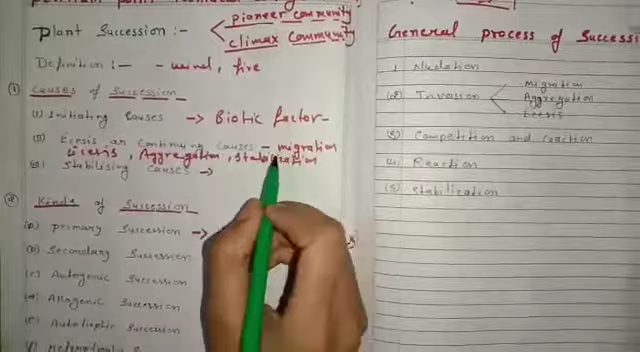 Plant Succession :-
pioneer community
climax community
Definition :- - wind, fire
(1) Causes of Succession
(i) Initiating Causes → Biotic factor-
(ii) Ecesis or Continuing Causes - migration
Ecesis, Aggregation,
(iii) Stabilising Causes →
(2) Kinds of Succession
(a) primary Succession →
(b) Secondary Succession
(c) Autogenic Succession
(d) Allogenic Succession
(e) Autotrophic Succession
(f)
General process of Successi
1. Nudation
(2) Invasion
Migration
Aggregation
Ecesis
(3) Competition and reaction
(4) Reaction
(5) Stabilization